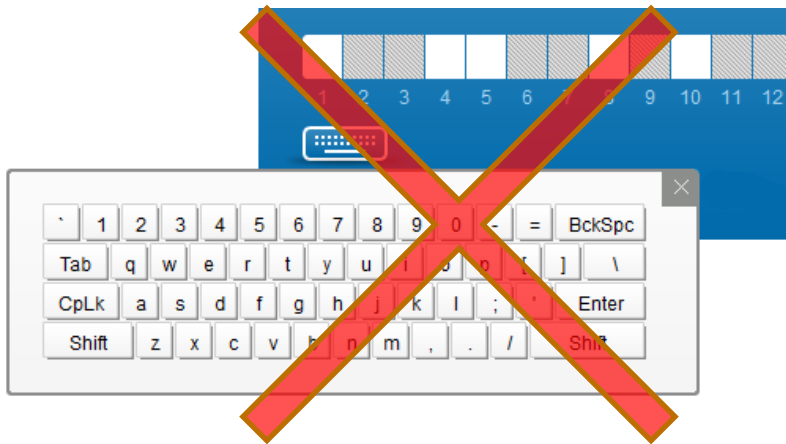 1 2 3 4 5 6 7 8 9 10 11 12
` 1 2 3 4 5 6 7 8 9 0 - = BckSpc
Tab q w e r t y u i o p [ ] \
CpLk a s d f g h j k l ; ' Enter
Shift z x c v b n m , . / Shift